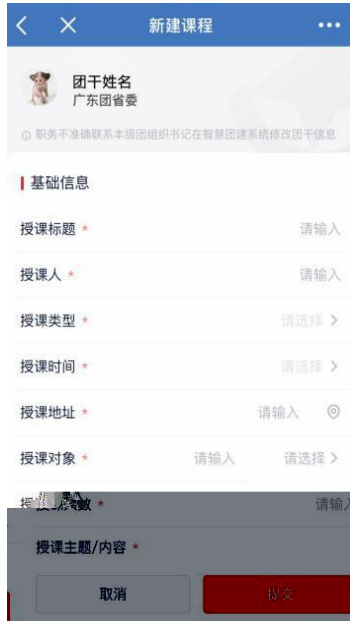 新建课程
团干姓名
广东团省委
职务不准确联系本级团组织书记在智慧团建系统修改团干信息
基础信息
授课标题 * 请输入
授课人 * 请输入
授课类型 * 请选择
授课时间 * 请选择
授课地址 * 请输入
授课对象 * 请输入 请选择
数 * 请输入
授课主题/内容 *
取消 提交